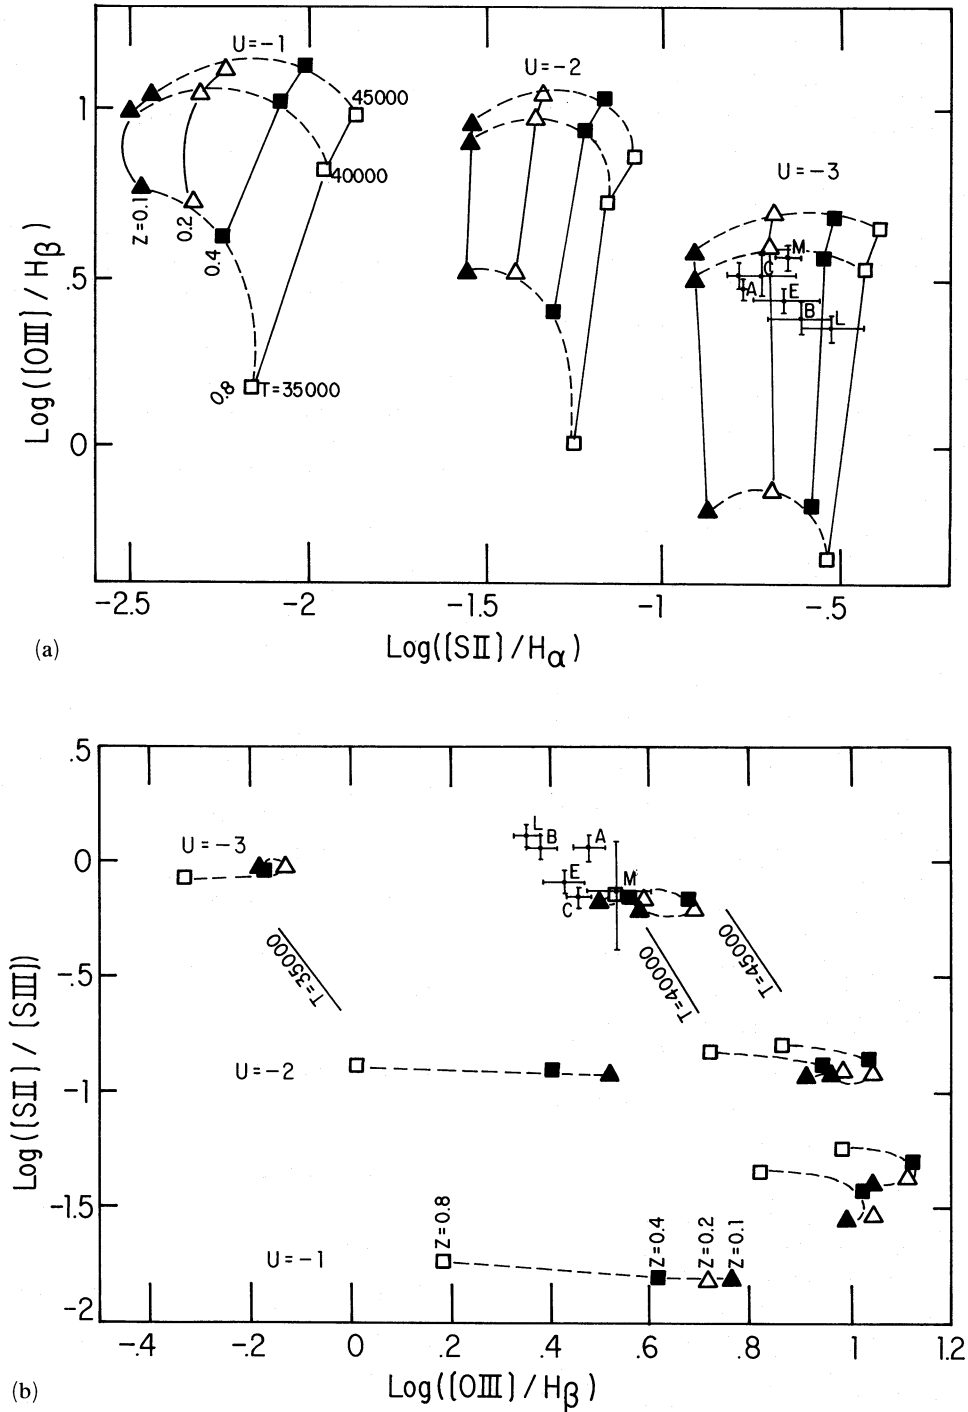 U=-1
U=-2
U=-3
1
.5
0
45000
40000
T=35000
Z=0.1
0.2
0.4
0.8
M
C
A
E
B
L
-2.5
-2
-1.5
-1
-.5
Log([OIII]/Hβ)
Log([SII]/Hα)
(a)
.5
0
-.5
-1
-1.5
-2
L
B
A
E
M
C
U=-3
T=35000
T=40000
T=45000
U=-2
U=-1
Z=0.8
Z=0.4
Z=0.2
Z=0.1
-.4
-.2
0
.2
.4
.6
.8
1
1.2
Log([SII]/[SIII])
Log([OIII]/Hβ)
(b)